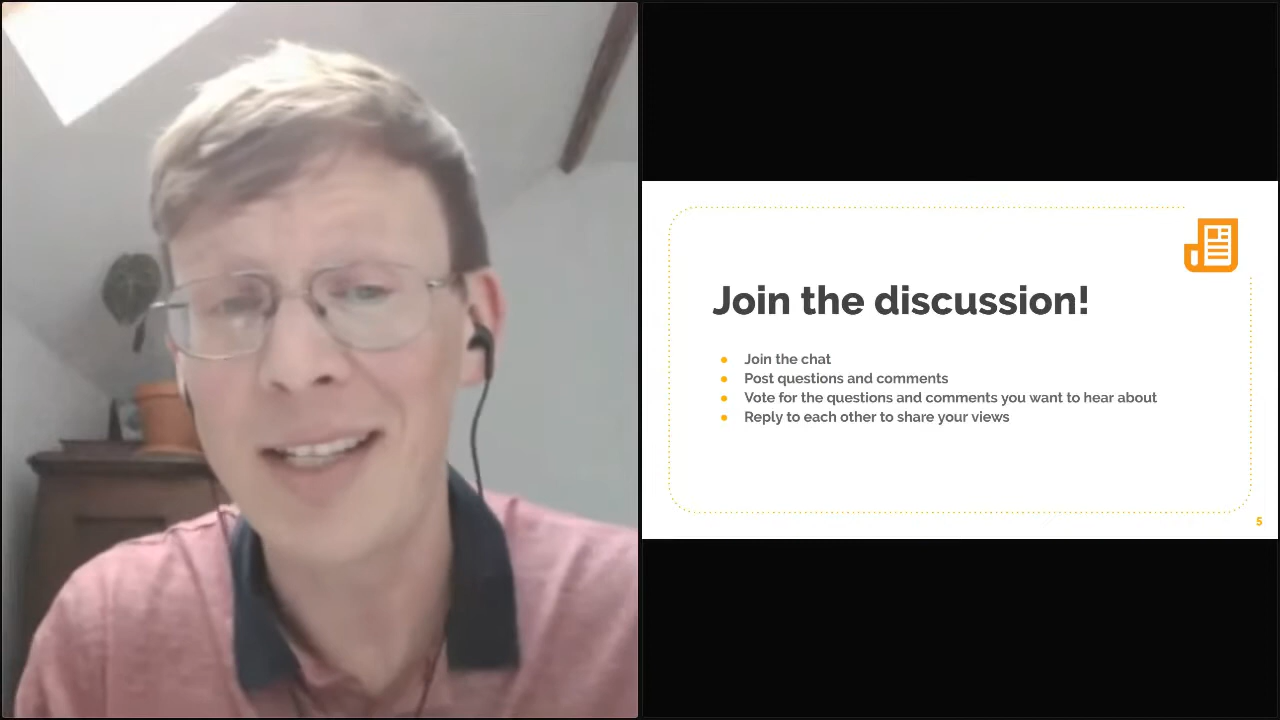 Join the discussion!
Join the chat
Post questions and comments
Vote for the questions and comments you want to hear about
Reply to each other to share your views
5